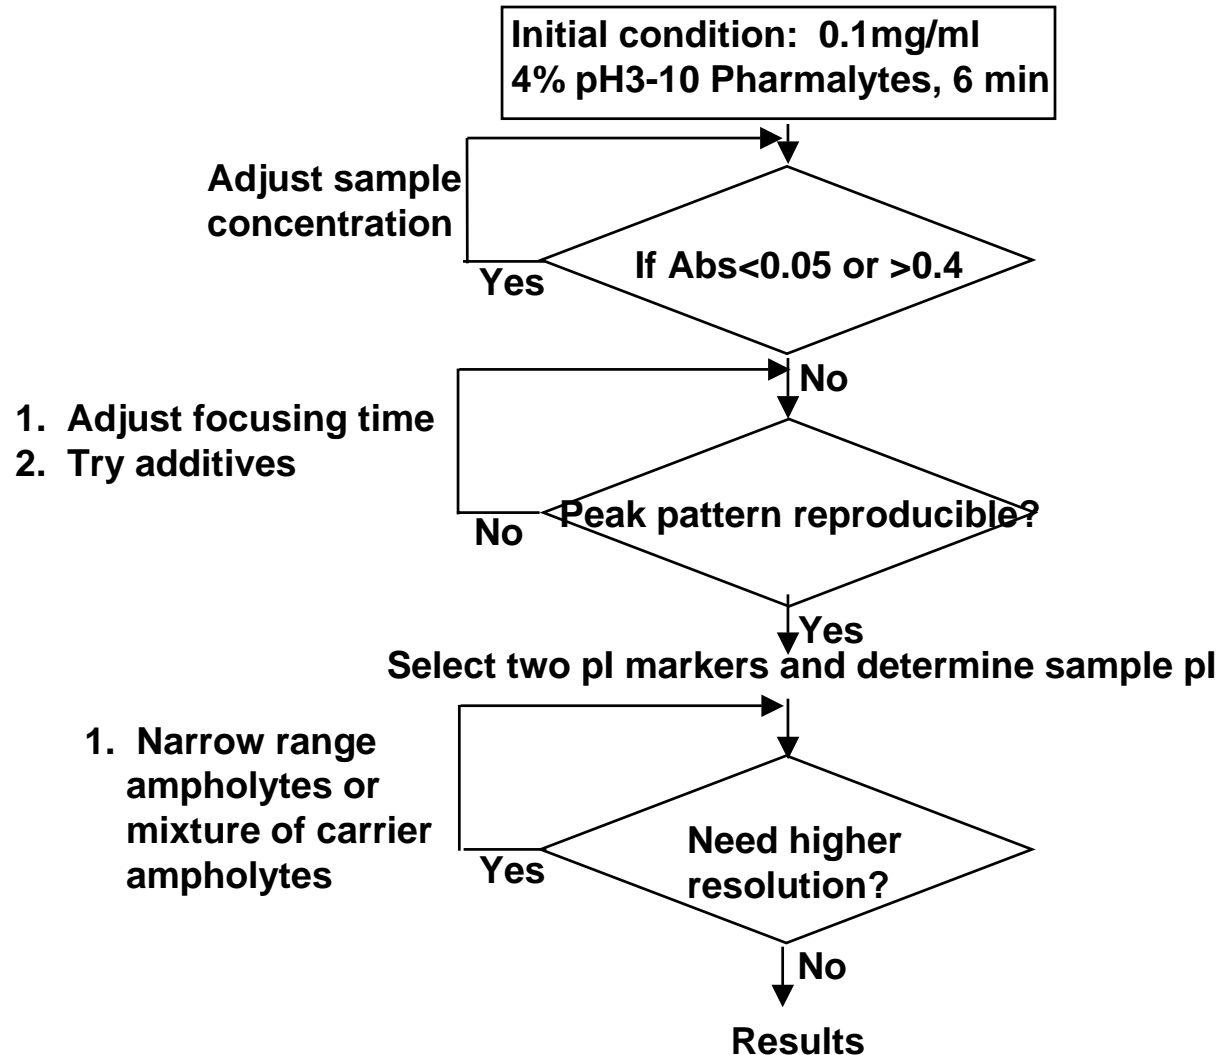 Initial condition:  0.1mg/ml
4% pH3-10 Pharmalytes, 6 min
Adjust sample
concentration
If Abs<0.05 or >0.4
Yes
No
1.  Adjust focusing time
2.  Try additives
Peak pattern reproducible?
No
Yes
Select two pI markers and determine sample pI
1.  Narrow range
ampholytes or
mixture of carrier
ampholytes
Need higher
resolution?
Yes
No
Results